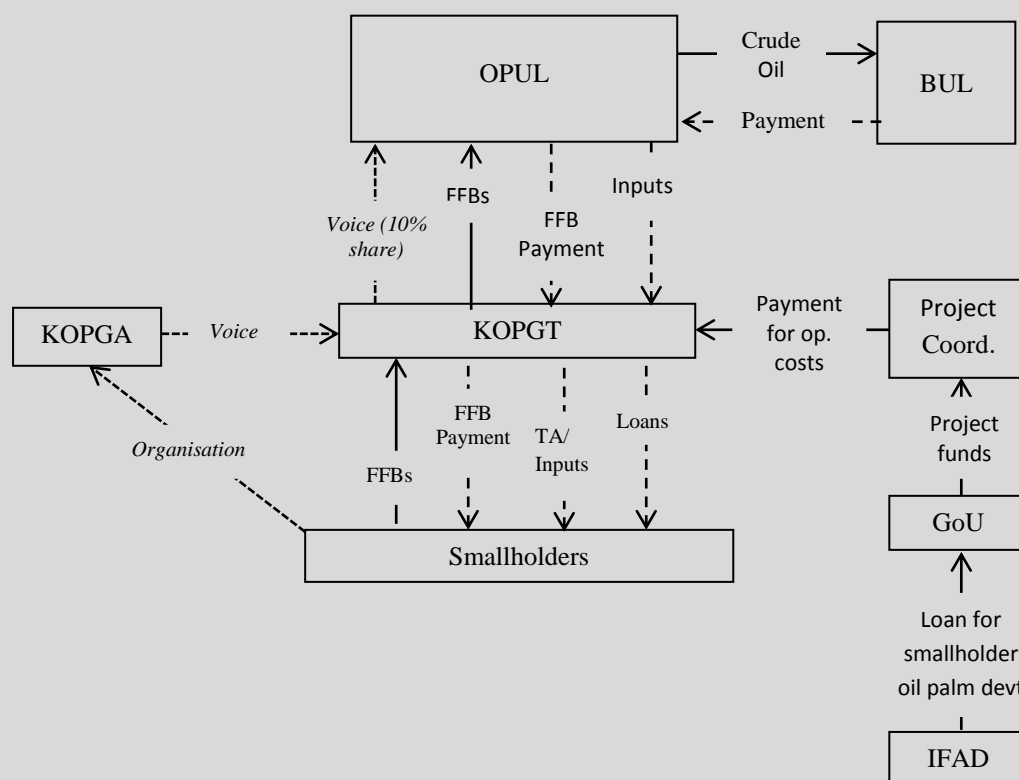 OPUL
Crude
Oil
BUL
Payment
FFBs
Inputs
Voice (10%
share)
FFB
Payment
KOPGA
Voice
KOPGT
Payment
for op.
costs
Project
Coord.
Organisation
FFBs
FFB
Payment
TA/
Inputs
Loans
Project
funds
Smallholders
GoU
Loan for
smallholder
oil palm devt
IFAD